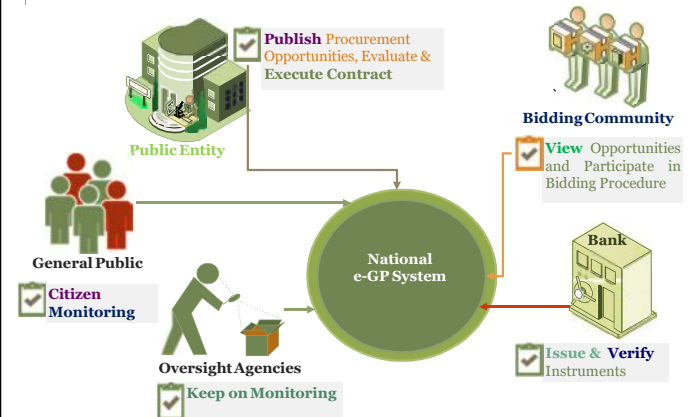 Publish Procurement
Opportunities, Evaluate &
Execute Contract
Public Entity
Bidding Community
View Opportunities
and Participate in
Bidding Procedure
General Public
Citizen
Monitoring
National
e-GP System
Bank
Issue & Verify
Instruments
Oversight Agencies
Keep on Monitoring